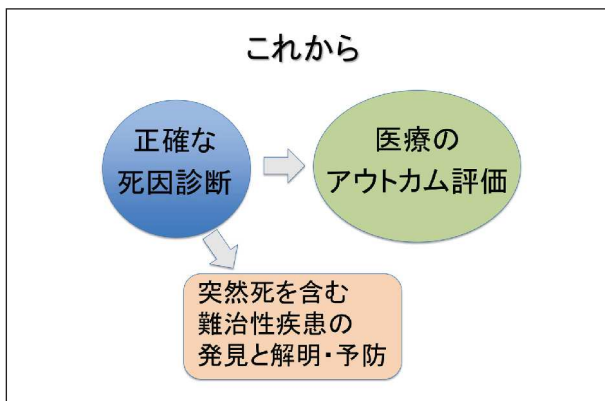 これから
正確な
死因診断
医療の
アウトカム評価
突然死を含む
難治性疾患の
発見と解明・予防